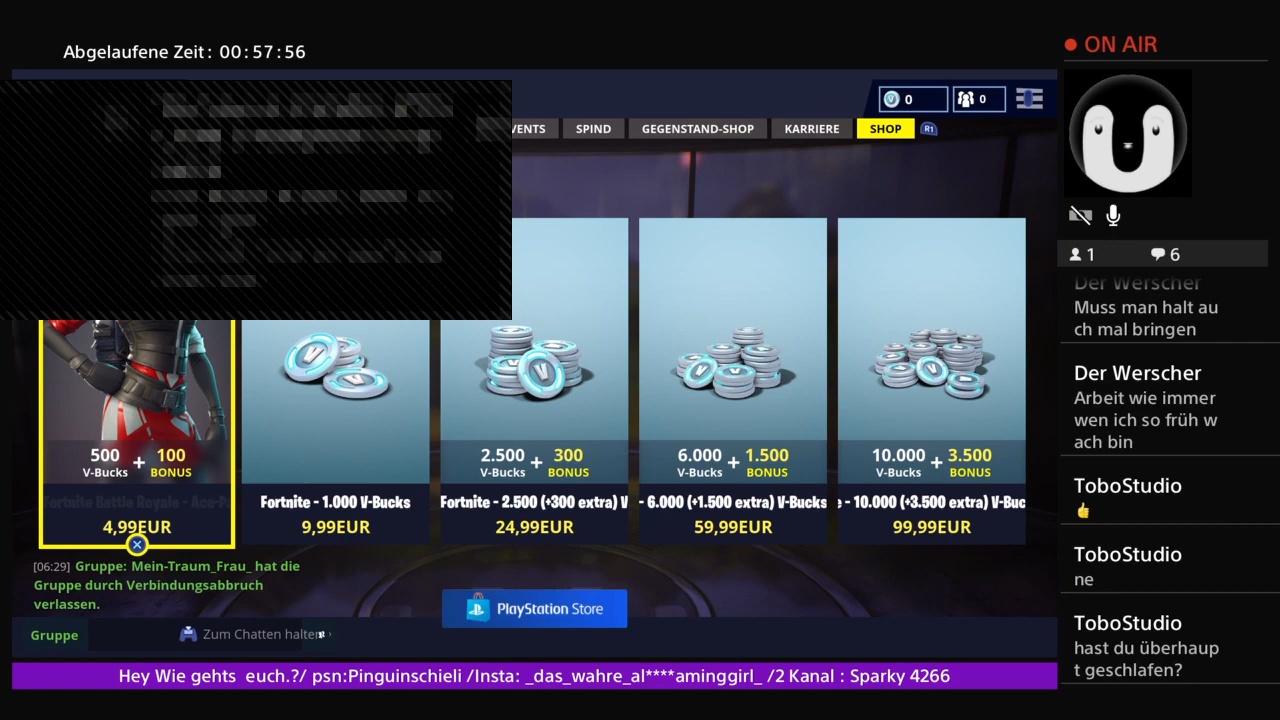 Abgelaufene Zeit: 00:57:56
ON AIR
0
0
VENTS
SPIND
GEGENSTAND-SHOP
KARRIERE
SHOP
R1
1
6
Der Werscher
Muss man halt au
ch mal bringen
Der Werscher
Arbeit wie immer
wen ich so früh w
ach bin
ToboStudio
👍
ToboStudio
ne
ToboStudio
hast du überhaup
t geschlafen?
500 + 100
V-Bucks BONUS
4,99EUR
Fortnite - 1.000 V-Bucks
9,99EUR
2.500 + 300
V-Bucks BONUS
Fortnite - 2.500 (+300 extra) V
24,99EUR
6.000 + 1.500
V-Bucks BONUS
- 6.000 (+1.500 extra) V-Bucks
59,99EUR
10.000 + 3.500
V-Bucks BONUS
e - 10.000 (+3.500 extra) V-Buc
99,99EUR
[06:29] Gruppe: Mein-Traum_Frau_ hat die
Gruppe durch Verbindungsabbruch
verlassen.
PlayStation Store
Gruppe
Zum Chatten halten
Hey Wie gehts euch.?/ psn:Pinguinschieli /Insta: _das_wahre_al****aminggirl_ /2 Kanal : Sparky 4266